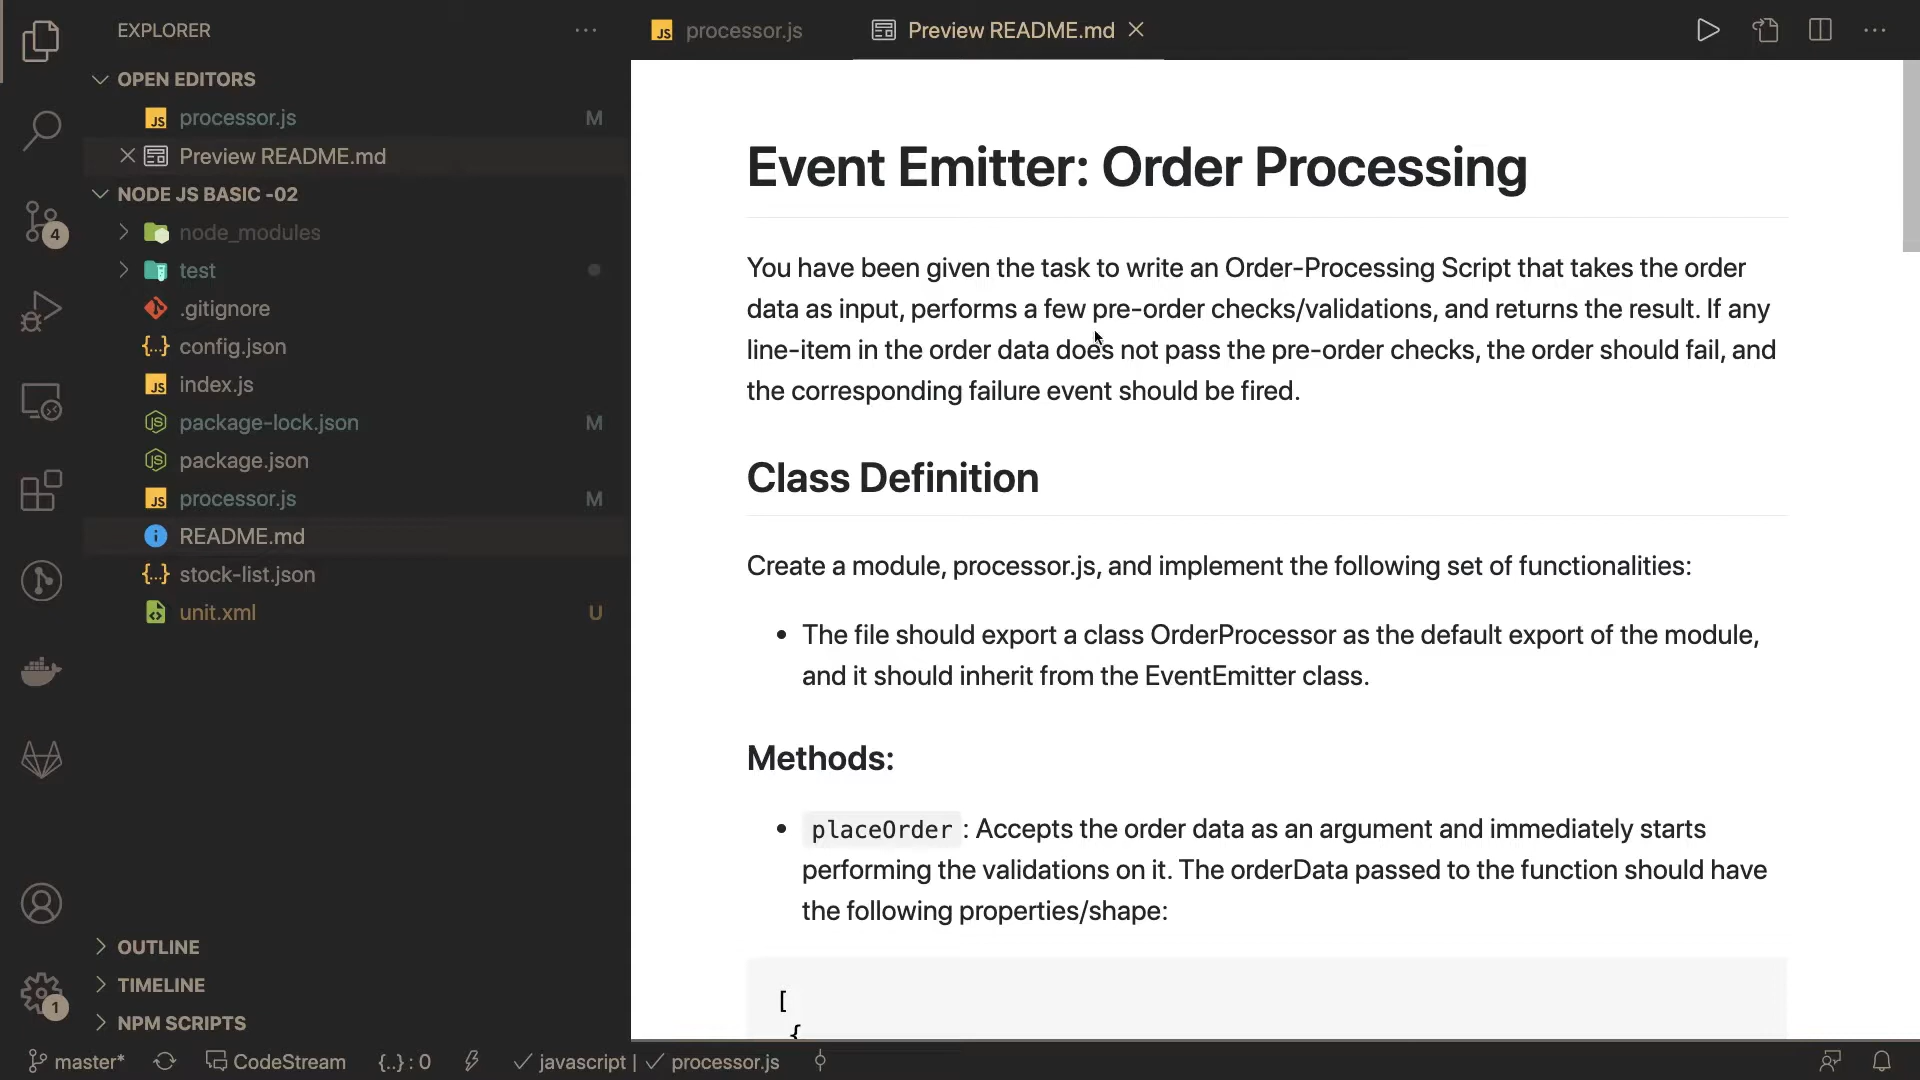 EXPLORER
processor.js
Preview README.md
OPEN EDITORS
processor.js M
Preview README.md
NODE JS BASIC -02
node_modules
test
.gitignore
config.json
index.js
package-lock.json M
package.json
processor.js M
README.md
stock-list.json
unit.xml U
4
1
OUTLINE
TIMELINE
NPM SCRIPTS
Event Emitter: Order Processing
You have been given the task to write an Order-Processing Script that takes the order
data as input, performs a few pre-order checks/validations, and returns the result. If any
line-item in the order data does not pass the pre-order checks, the order should fail, and
the corresponding failure event should be fired.
Class Definition
Create a module, processor.js, and implement the following set of functionalities:
• The file should export a class OrderProcessor as the default export of the module,
and it should inherit from the EventEmitter class.
Methods:
• placeOrder : Accepts the order data as an argument and immediately starts
performing the validations on it. The orderData passed to the function should have
the following properties/shape:
[
{
master* CodeStream {..} : 0 javascript | processor.js